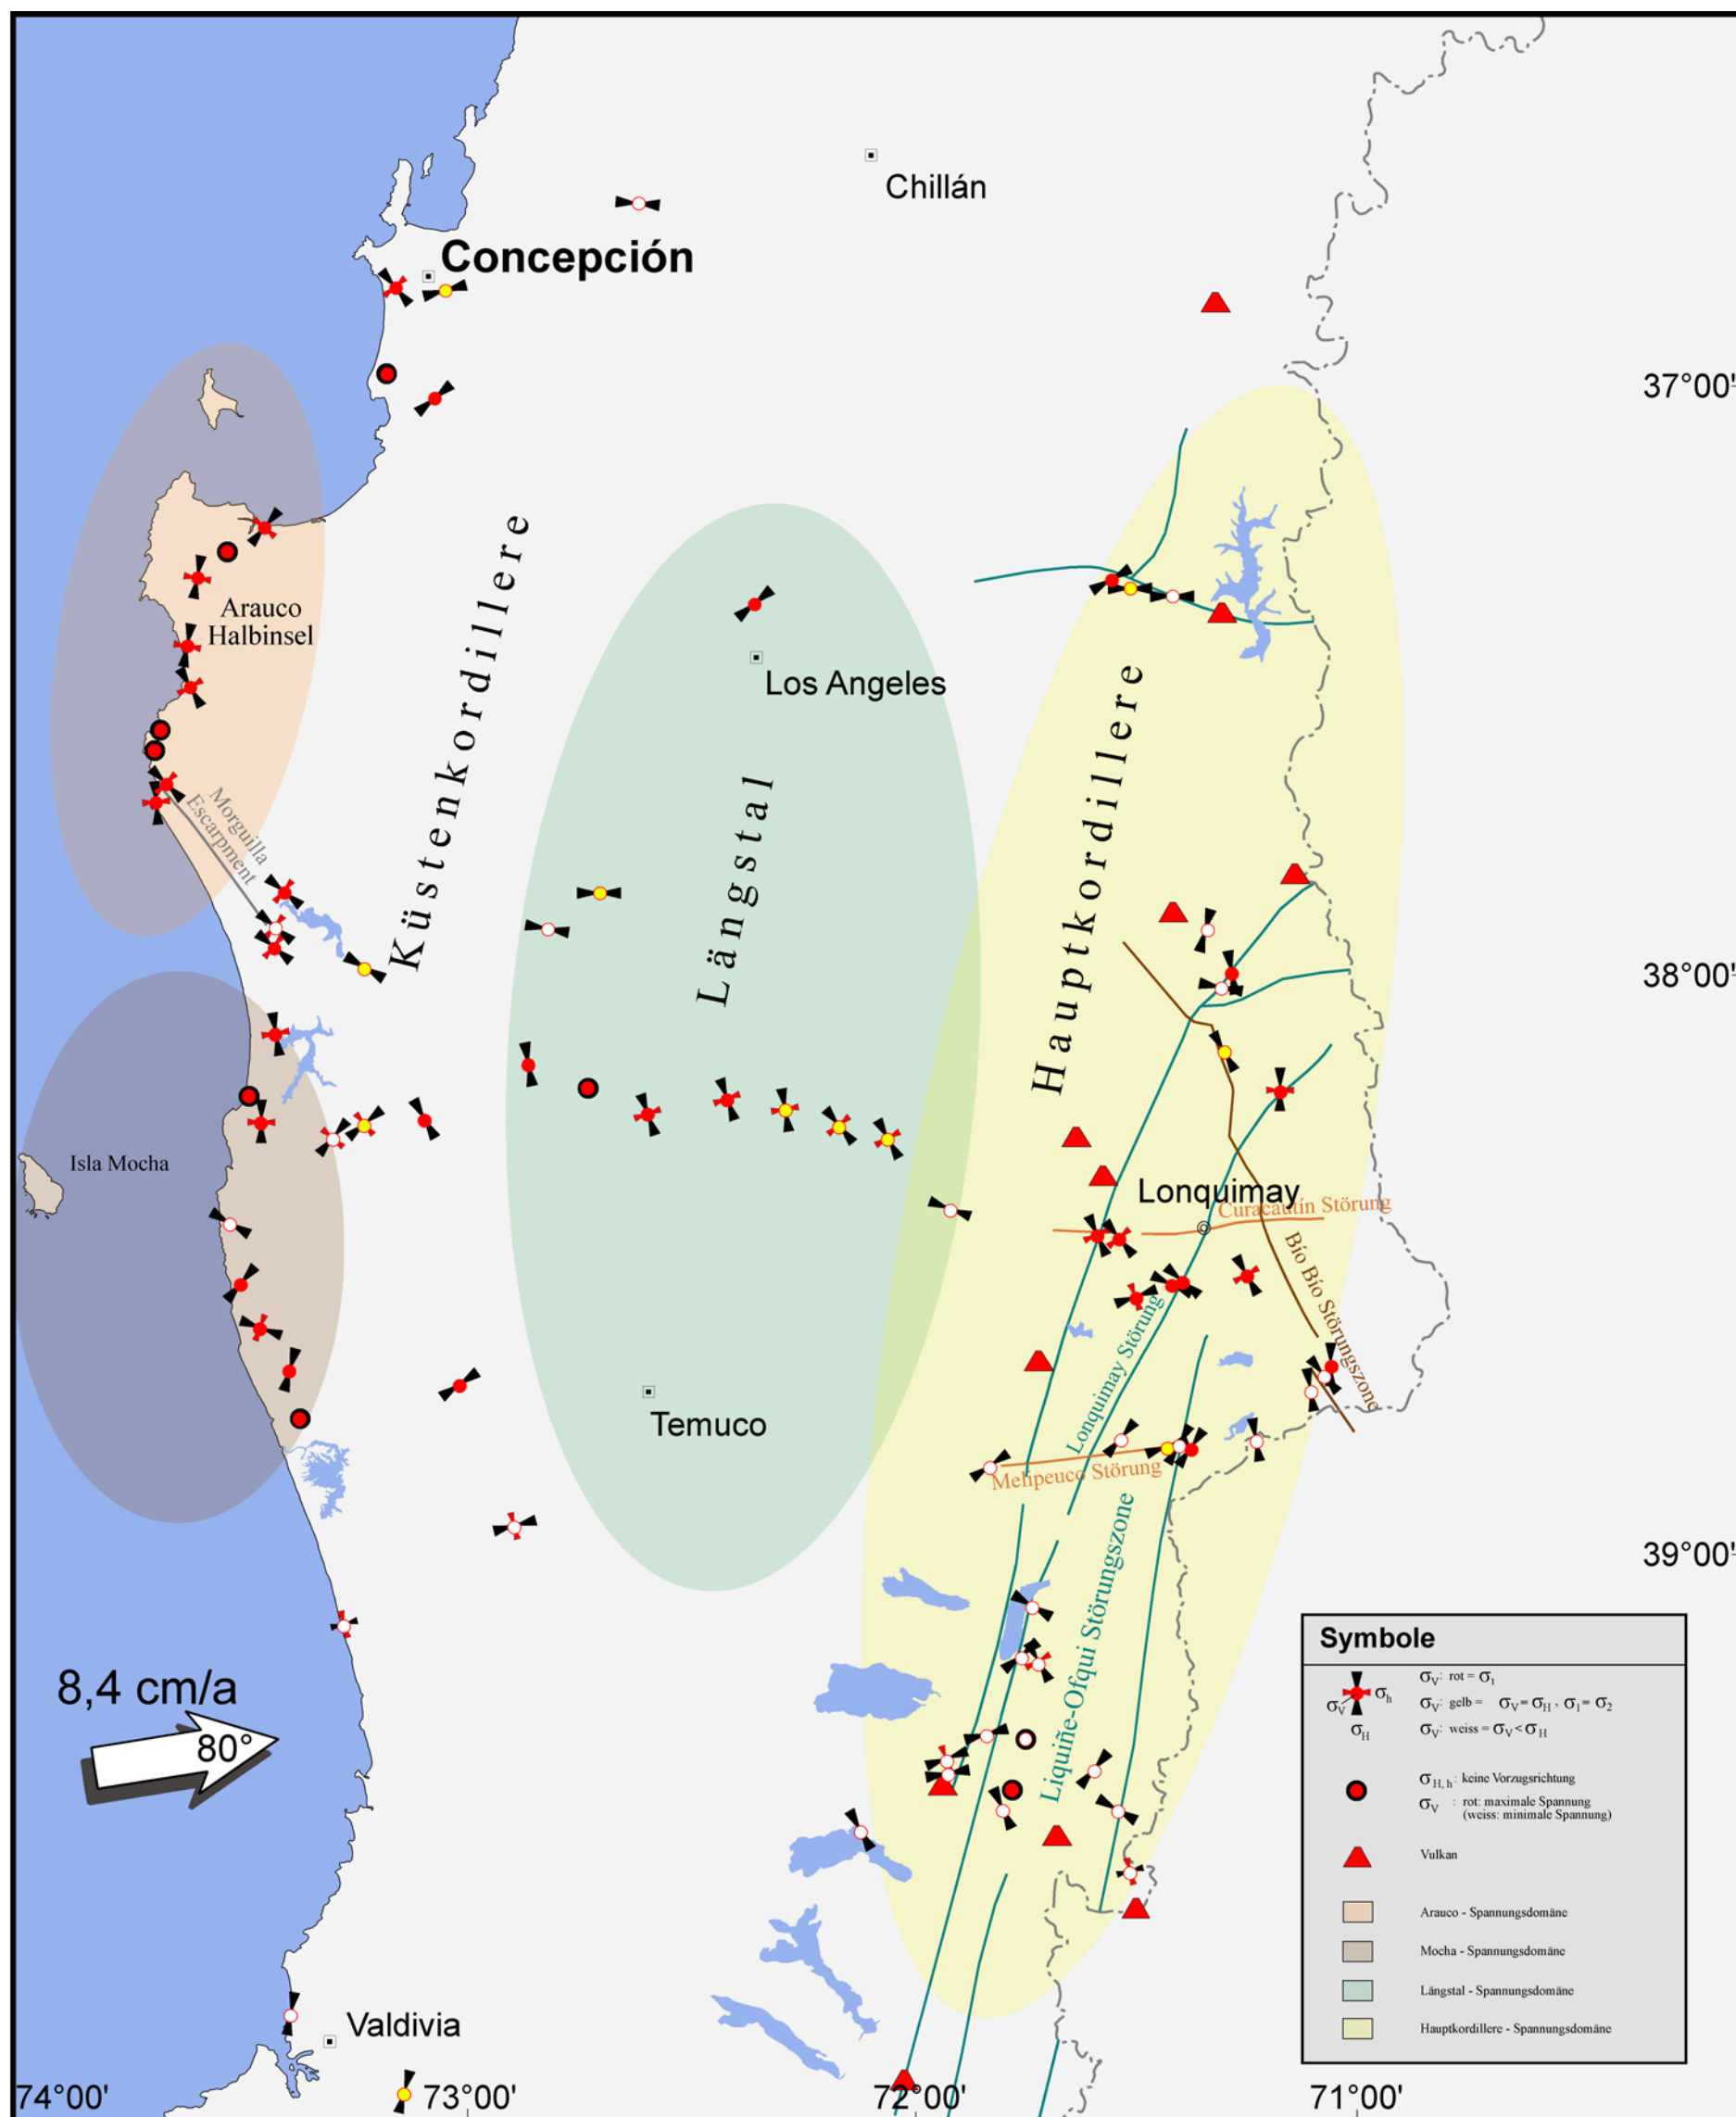 Chillán
Concepción
37°00'
Arauco
Halbinsel
Küstenkordillere
Los Angeles
Längstal
Hauptkordillere
Morguilla
Escarpment
38°00'
Isla Mocha
Lonquimay
Curacautín Störung
Bío Bío Störungszone
Lonquimay Störung
Temuco
Melipeuco Störung
Liquiñe-Ofqui Störungszone
39°00'
8,4 cm/a
80°
Symbole
σV σh
σH
σV: rot = σ1
σV: gelb = σV = σH , σ1 = σ2
σV: weiss = σV < σH
σH, h : keine Vorzugsrichtung
σV : rot: maximale Spannung
(weiss: minimale Spannung)
Vulkan
Arauco - Spannungsdomäne
Mocha - Spannungsdomäne
Längstal - Spannungsdomäne
Hauptkordillere - Spannungsdomäne
Valdivia
74°00' 73°00' 72°00' 71°00'